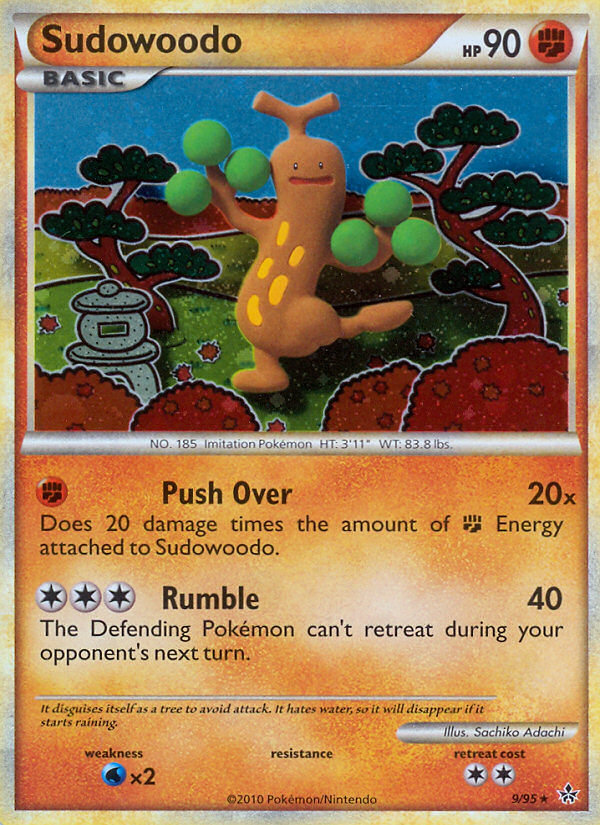 Sudowoodo
HP 90
BASIC
NO. 185 Imitation Pokémon HT: 3'11" WT: 83.8 lbs.
Push Over 20x
Does 20 damage times the amount of Energy
attached to Sudowoodo.
Rumble 40
The Defending Pokémon can't retreat during your
opponent's next turn.
It disguises itself as a tree to avoid attack. It hates water, so it will disappear if it
starts raining.
Illus. Sachiko Adachi
weakness resistance retreat cost
×2
©2010 Pokémon/Nintendo 9/95 ★